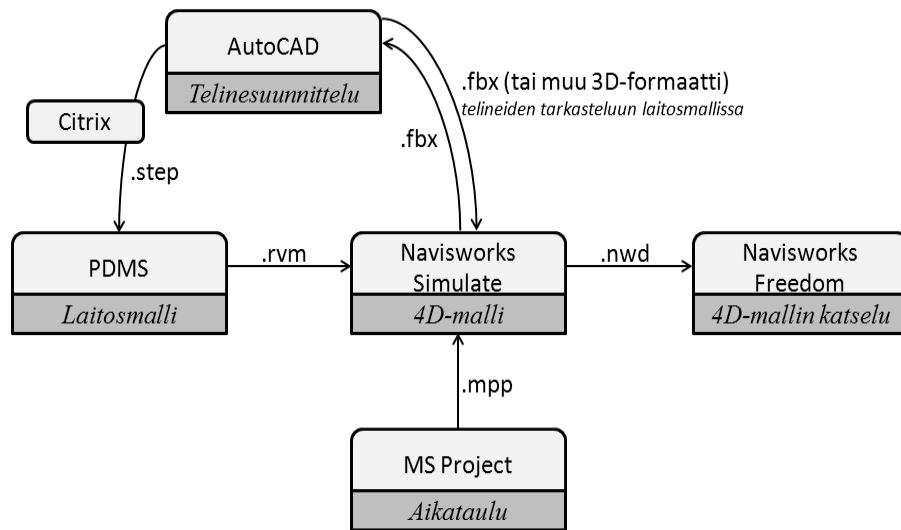 AutoCAD
Telinesuunnittelu
.fbx (tai muu 3D-formaatti)
telineiden tarkasteluun laitosmallissa
Citrix
.fbx
.step
PDMS
Laitosmalli
.rvm
Navisworks
Simulate
4D-malli
.nwd
Navisworks
Freedom
4D-mallin katselu
.mpp
MS Project
Aikataulu